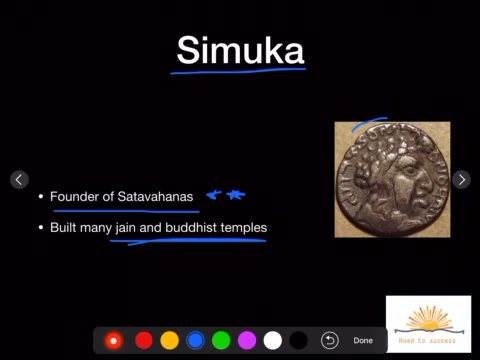 Simuka
• Founder of Satavahanas
• Built many jain and buddhist temples
Road to success
Done